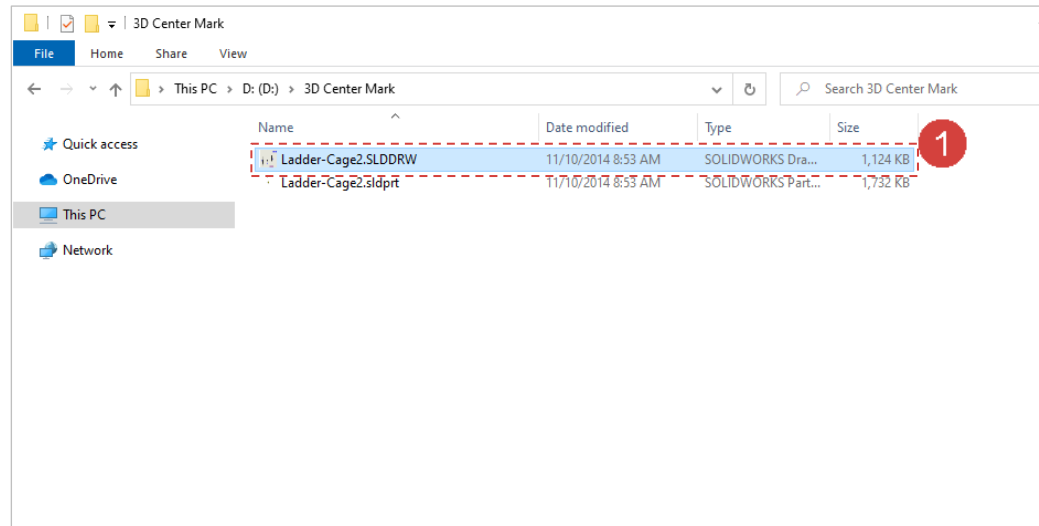 3D Center Mark
File Home Share View
This PC > D: (D:) > 3D Center Mark Search 3D Center Mark
Name Date modified Type Size
Quick access
Ladder-Cage2.SLDDRW 11/10/2014 8:53 AM SOLIDWORKS Dra... 1,124 KB 1
OneDrive
Ladder-Cage2.sldprt 11/10/2014 8:53 AM SOLIDWORKS Part... 1,732 KB
This PC
Network